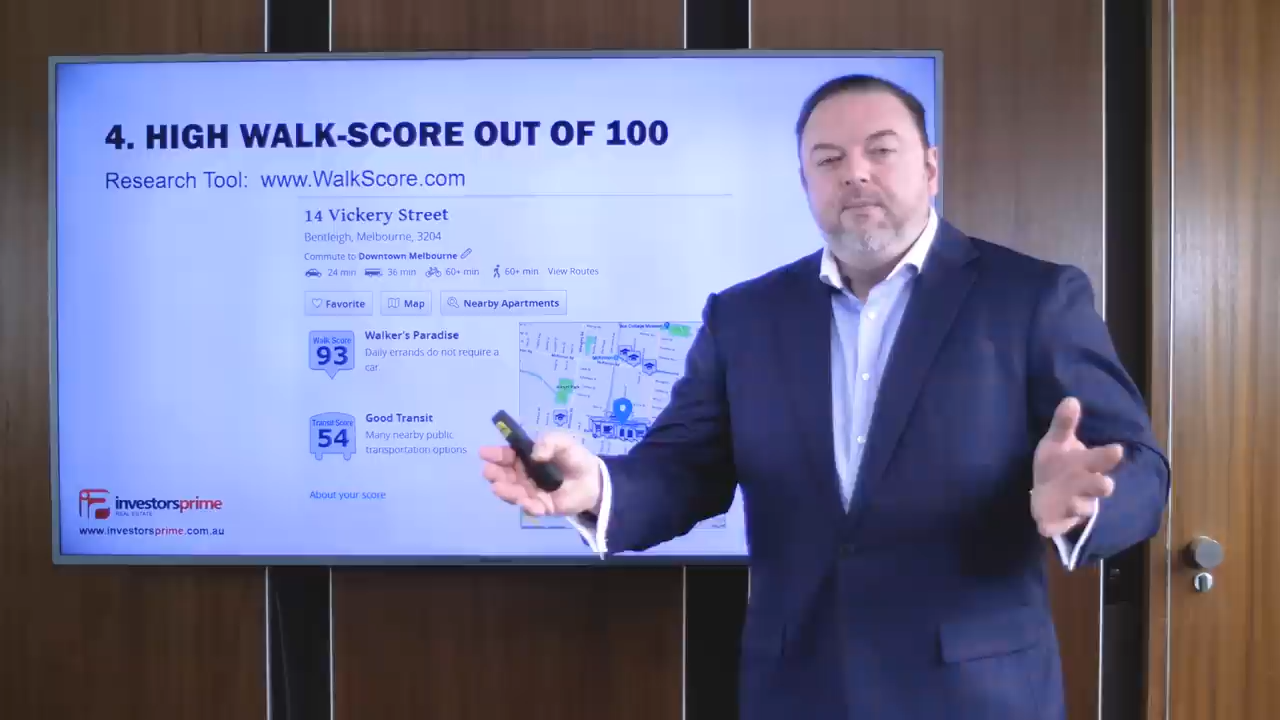 4. HIGH WALK-SCORE OUT OF 100
Research Tool: www.WalkScore.com
14 Vickery Street
Bentleigh, Melbourne, 3204
Commute to Downtown Melbourne
24 min 36 min 60+ min 60+ min View Routes
Favorite Map Nearby Apartments
Walk Score
93
Walker's Paradise
Daily errands do not require a
car.
Transit Score
54
Good Transit
Many nearby public
transportation options
About your score
investorsprime
REAL ESTATE
www.investorsprime.com.au